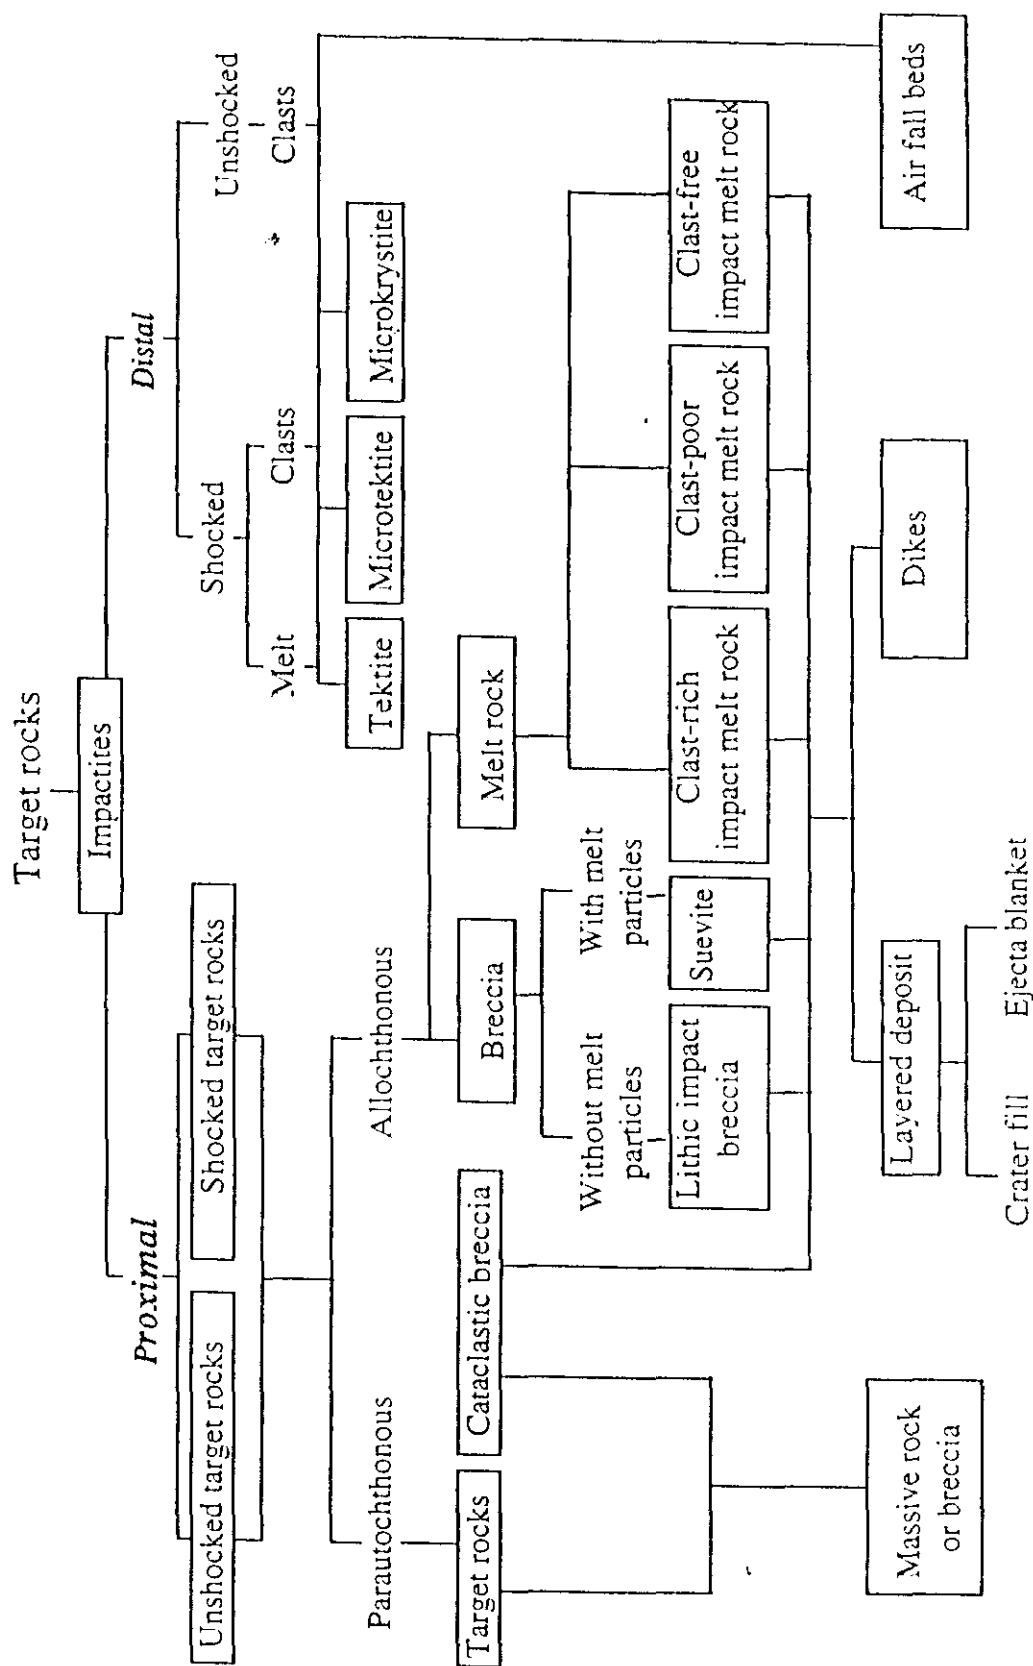 Target rocks
Impactites
Proximal
Distal
Unshocked target rocks
Shocked target rocks
Shocked
Unshocked
Melt
Clasts
Clasts
Parautochthonous
Allochthonous
Tektite
Microtektite
Microkrystite
Target rocks
Cataclastic breccia
Breccia
Melt rock
Without melt
particles
With melt
particles
Lithic impact
breccia
Suevite
Clast-rich
impact melt rock
Clast-poor
impact melt rock
Clast-free
impact melt rock
Massive rock
or breccia
Layered deposit
Dikes
Air fall beds
Crater fill
Ejecta blanket